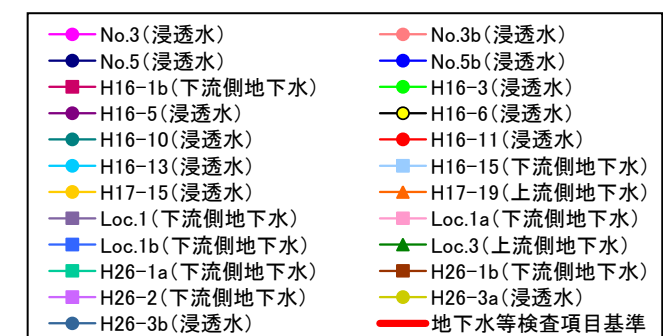 No.3(浸透水) No.3b(浸透水)
No.5(浸透水) No.5b(浸透水)
H16-1b(下流側地下水) H16-3(浸透水)
H16-5(浸透水) H16-6(浸透水)
H16-10(浸透水) H16-11(浸透水)
H16-13(浸透水) H16-15(下流側地下水)
H17-15(浸透水) H17-19(上流側地下水)
Loc.1(下流側地下水) Loc.1a(下流側地下水)
Loc.1b(下流側地下水) Loc.3(上流側地下水)
H26-1a(下流側地下水) H26-1b(下流側地下水)
H26-2(下流側地下水) H26-3a(浸透水)
H26-3b(浸透水) 地下水等検査項目基準